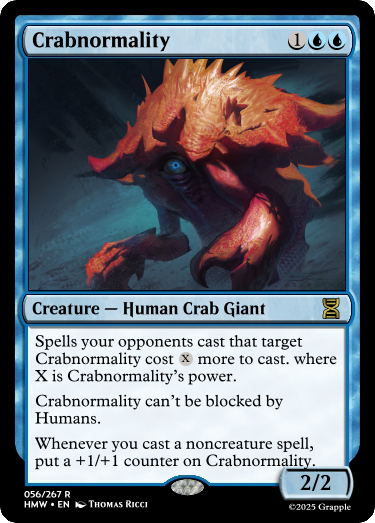 Crabnormality 1
Creature — Human Crab Giant
Spells your opponents cast that target
Crabnormality cost X more to cast. where
X is Crabnormality's power.
Crabnormality can't be blocked by
Humans.
Whenever you cast a noncreature spell,
put a +1/+1 counter on Crabnormality.
2/2
056/267 R
HMW • EN Thomas Ricci
©2025 Grapple